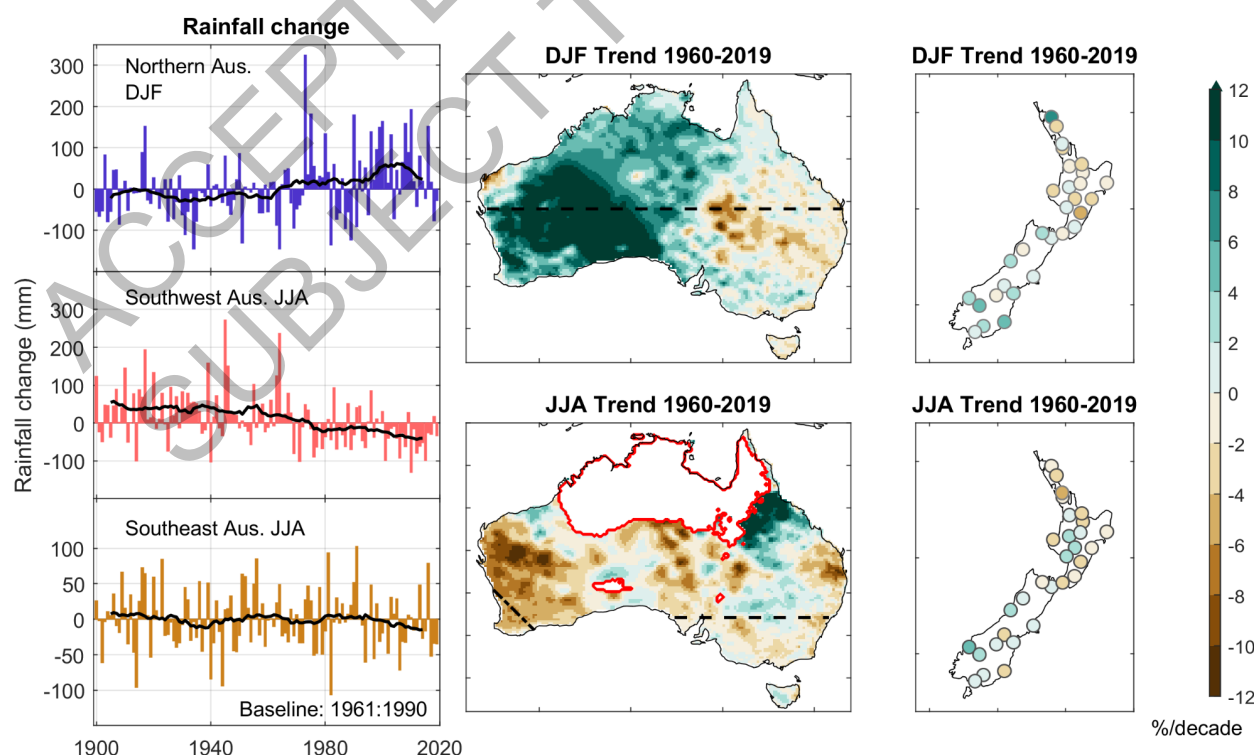 Rainfall change
Rainfall change (mm)
300
200
100
0
-100
Northern Aus.
DJF
300
200
100
0
-100
Southwest Aus. JJA
100
50
0
-50
-100
Southeast Aus. JJA
Baseline: 1961:1990
1900 1940 1980 2020
DJF Trend 1960-2019
DJF Trend 1960-2019
JJA Trend 1960-2019
JJA Trend 1960-2019
12
10
8
6
4
2
0
-2
-4
-6
-8
-10
-12
%/decade
SUBJECT